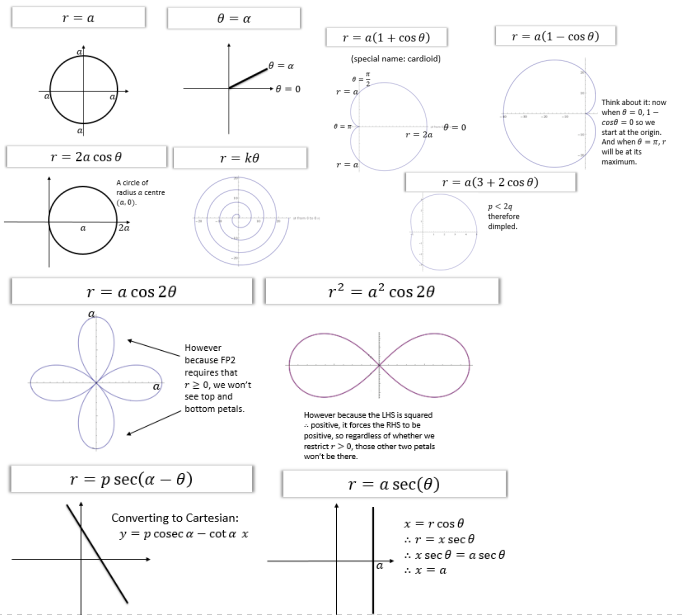 r = a
θ = α
r = a(1 + cos θ)
r = a(1 − cos θ)
(special name: cardioid)
a
a
a
a
θ = α
θ = 0
θ = π/2
r = a
θ = π
r = 2a
θ = 0
r = a
Think about it: now
when θ = 0, 1 −
cosθ = 0 so we
start at the origin.
And when θ = π, r
will be at its
maximum.
r = 2a cos θ
r = kθ
r = a(3 + 2 cos θ)
A circle of
radius a centre
(a, 0).
a
2a
p < 2q
therefore
dimpled.
r = a cos 2θ
r² = a² cos 2θ
a
a
However
because FP2
requires that
r ≥ 0, we won't
see top and
bottom petals.
However because the LHS is squared
∴ positive, it forces the RHS to be
positive, so regardless of whether we
restrict r > 0, those other two petals
won't be there.
r = p sec(α − θ)
r = a sec(θ)
Converting to Cartesian:
y = p cosec α − cot α x
a
x = r cos θ
∴ r = x sec θ
∴ x sec θ = a sec θ
∴ x = a